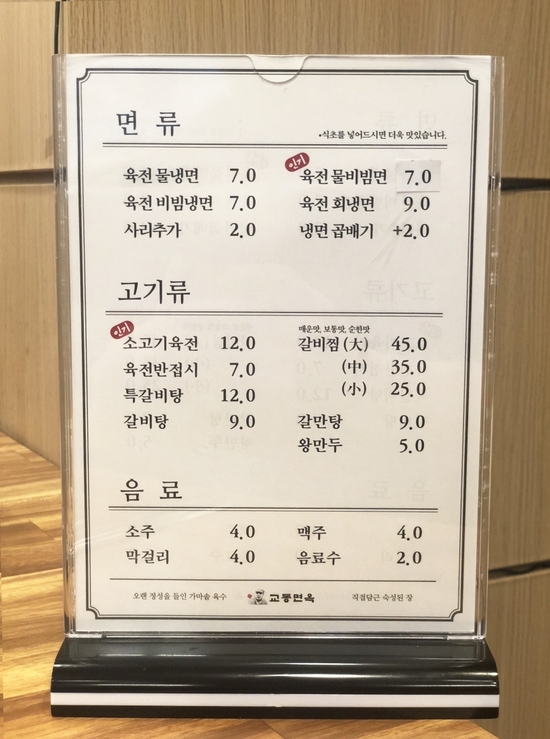 면 류
•식초를 넣어드시면 더욱 맛있습니다.
육전 물냉면 7.0
육전 비빔냉면 7.0
사리추가 2.0
인기
육전 물비빔면 7.0
육전 회냉면 9.0
냉면 곱배기 +2.0
고기류
인기
소고기육전 12.0
육전반접시 7.0
특갈비탕 12.0
갈비탕 9.0
매운맛, 보통맛, 순한맛
갈비찜 (大) 45.0
(中) 35.0
(小) 25.0
갈만탕 9.0
왕만두 5.0
음 료
소주 4.0
막걸리 4.0
맥주 4.0
음료수 2.0
오랜 정성을 들인 가마솥 육수
교동면옥
직접담근 숙성된 장